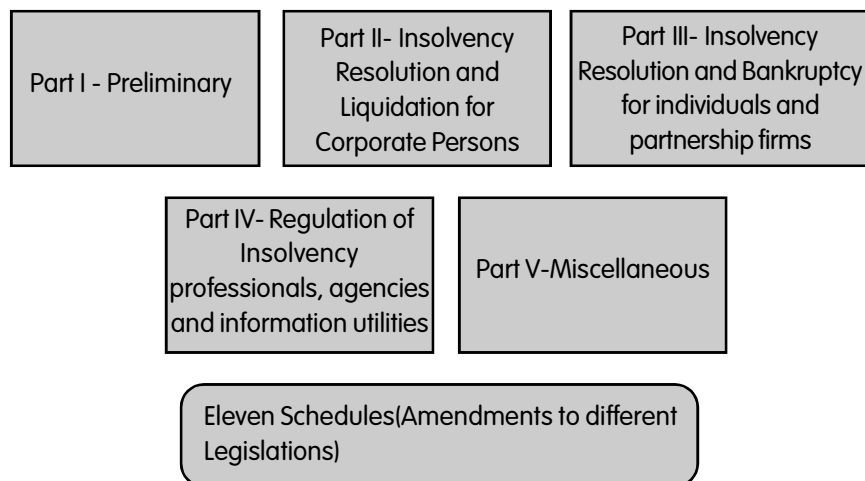 Part I - Preliminary
Part II- Insolvency
Resolution and
Liquidation for
Corporate Persons
Part III- Insolvency
Resolution and Bankruptcy
for individuals and
partnership firms
Part IV- Regulation of
Insolvency
professionals, agencies
and information utilities
Part V-Miscellaneous
Eleven Schedules(Amendments to different
Legislations)